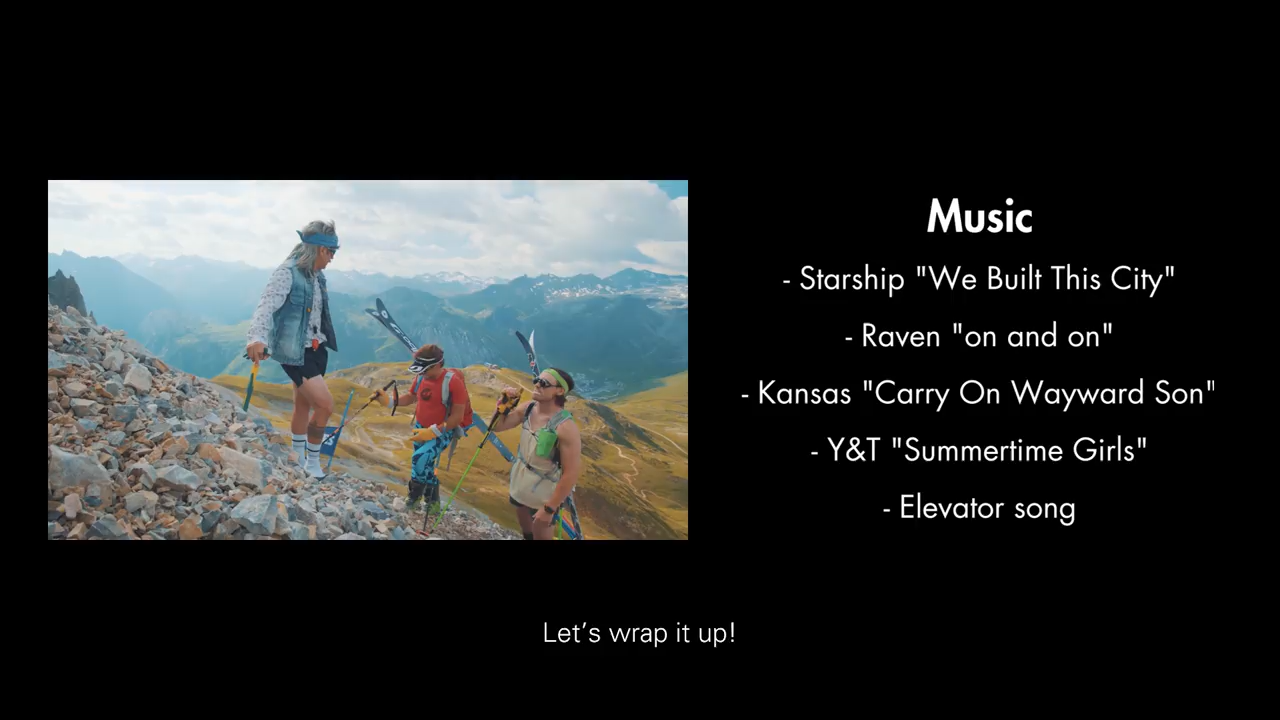 Music
- Starship "We Built This City"
- Raven "on and on"
- Kansas "Carry On Wayward Son"
- Y&T "Summertime Girls"
- Elevator song
Let's wrap it up!